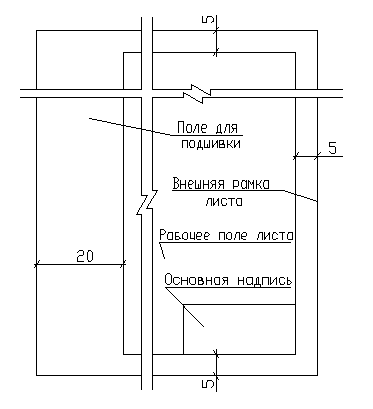 5
Поле для
подшивки
5
Внешняя рамка
листа
Рабочее поле листа
20
Основная надпись
5